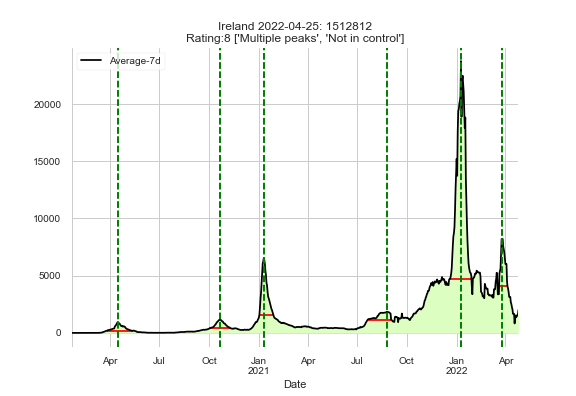 Ireland 2022-04-25: 1512812
Rating:8 ['Multiple peaks', 'Not in control']
Average-7d
20000
15000
10000
5000
0
Apr Jul Oct Jan Apr Jul Oct Jan Apr
2021 2022
Date